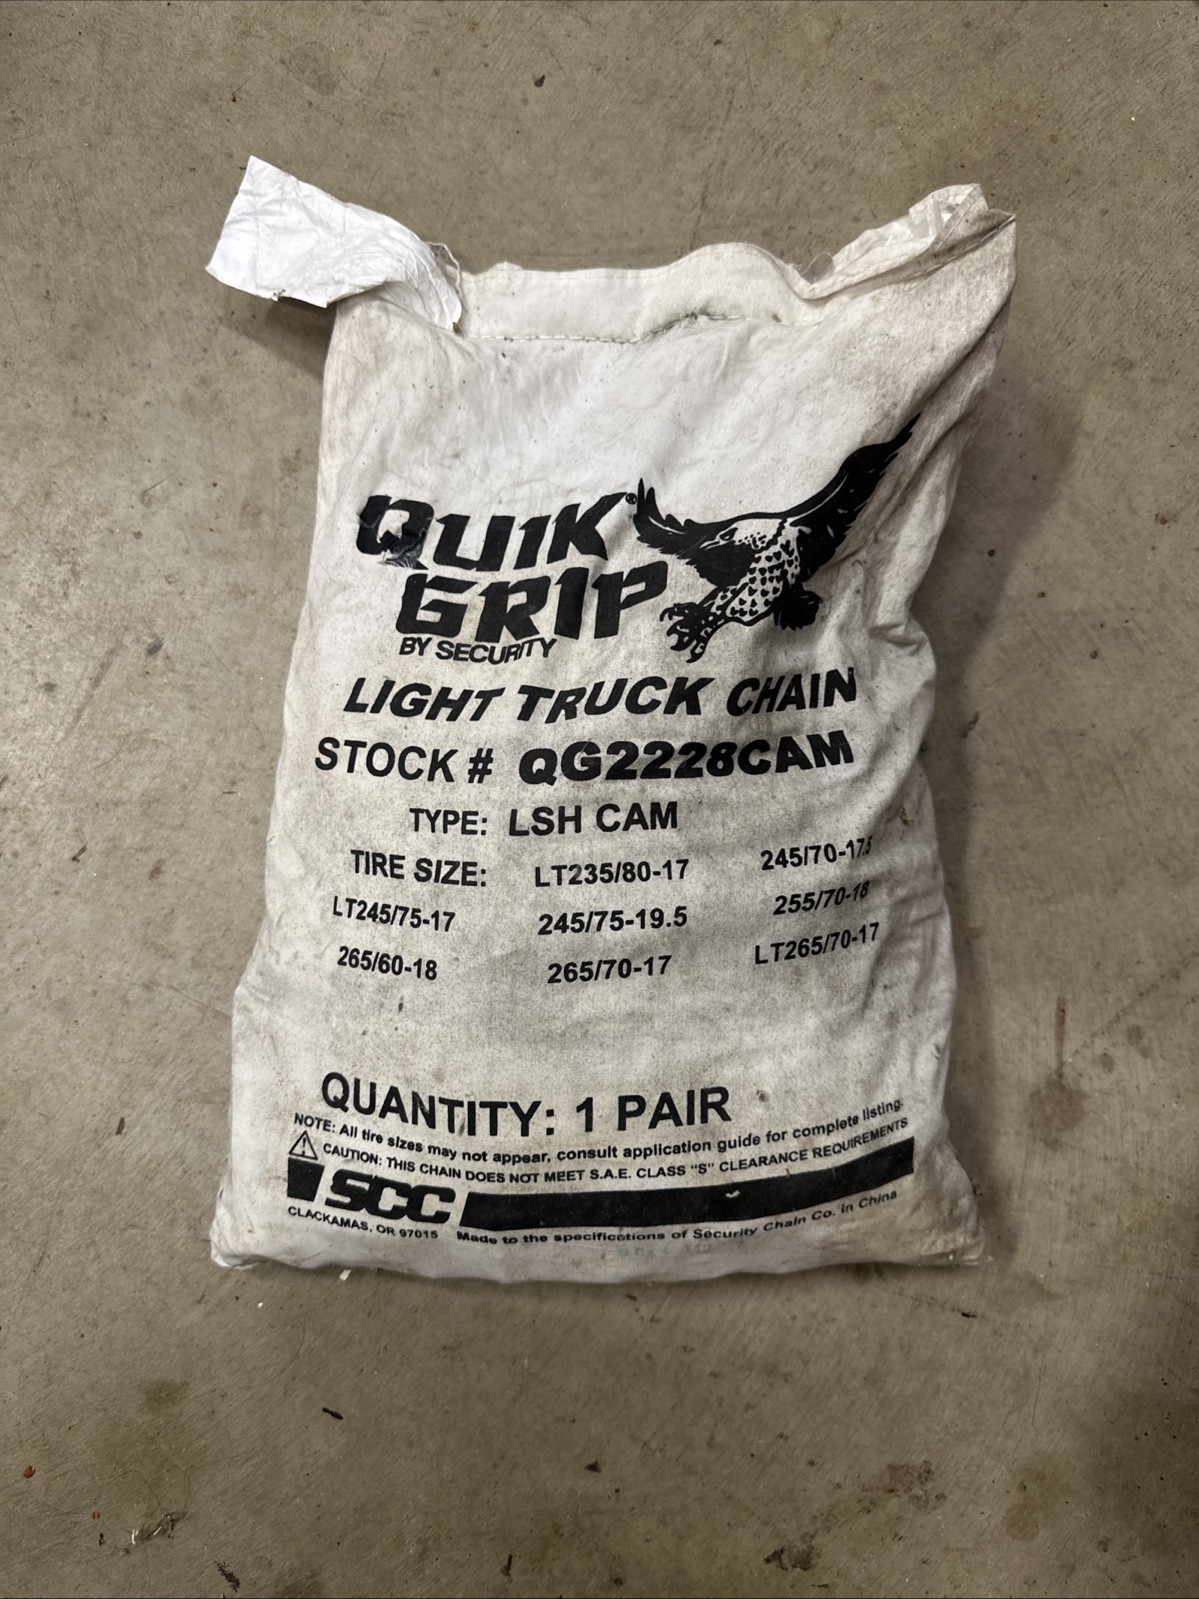 QUIK®
GRIP
BY SECURITY
LIGHT TRUCK CHAIN
STOCK # QG2228CAM
TYPE: LSH CAM
TIRE SIZE: LT235/80-17 245/70-17.5
LT245/75-17 245/75-19.5 255/70-18
265/60-18 265/70-17 LT265/70-17
QUANTITY: 1 PAIR
NOTE: All tire sizes may not appear, consult application guide for complete listing.
CAUTION: THIS CHAIN DOES NOT MEET S.A.E. CLASS "S" CLEARANCE REQUIREMENTS
SCC
CLACKAMAS, OR 97015 Made to the specifications of Security Chain Co. in China